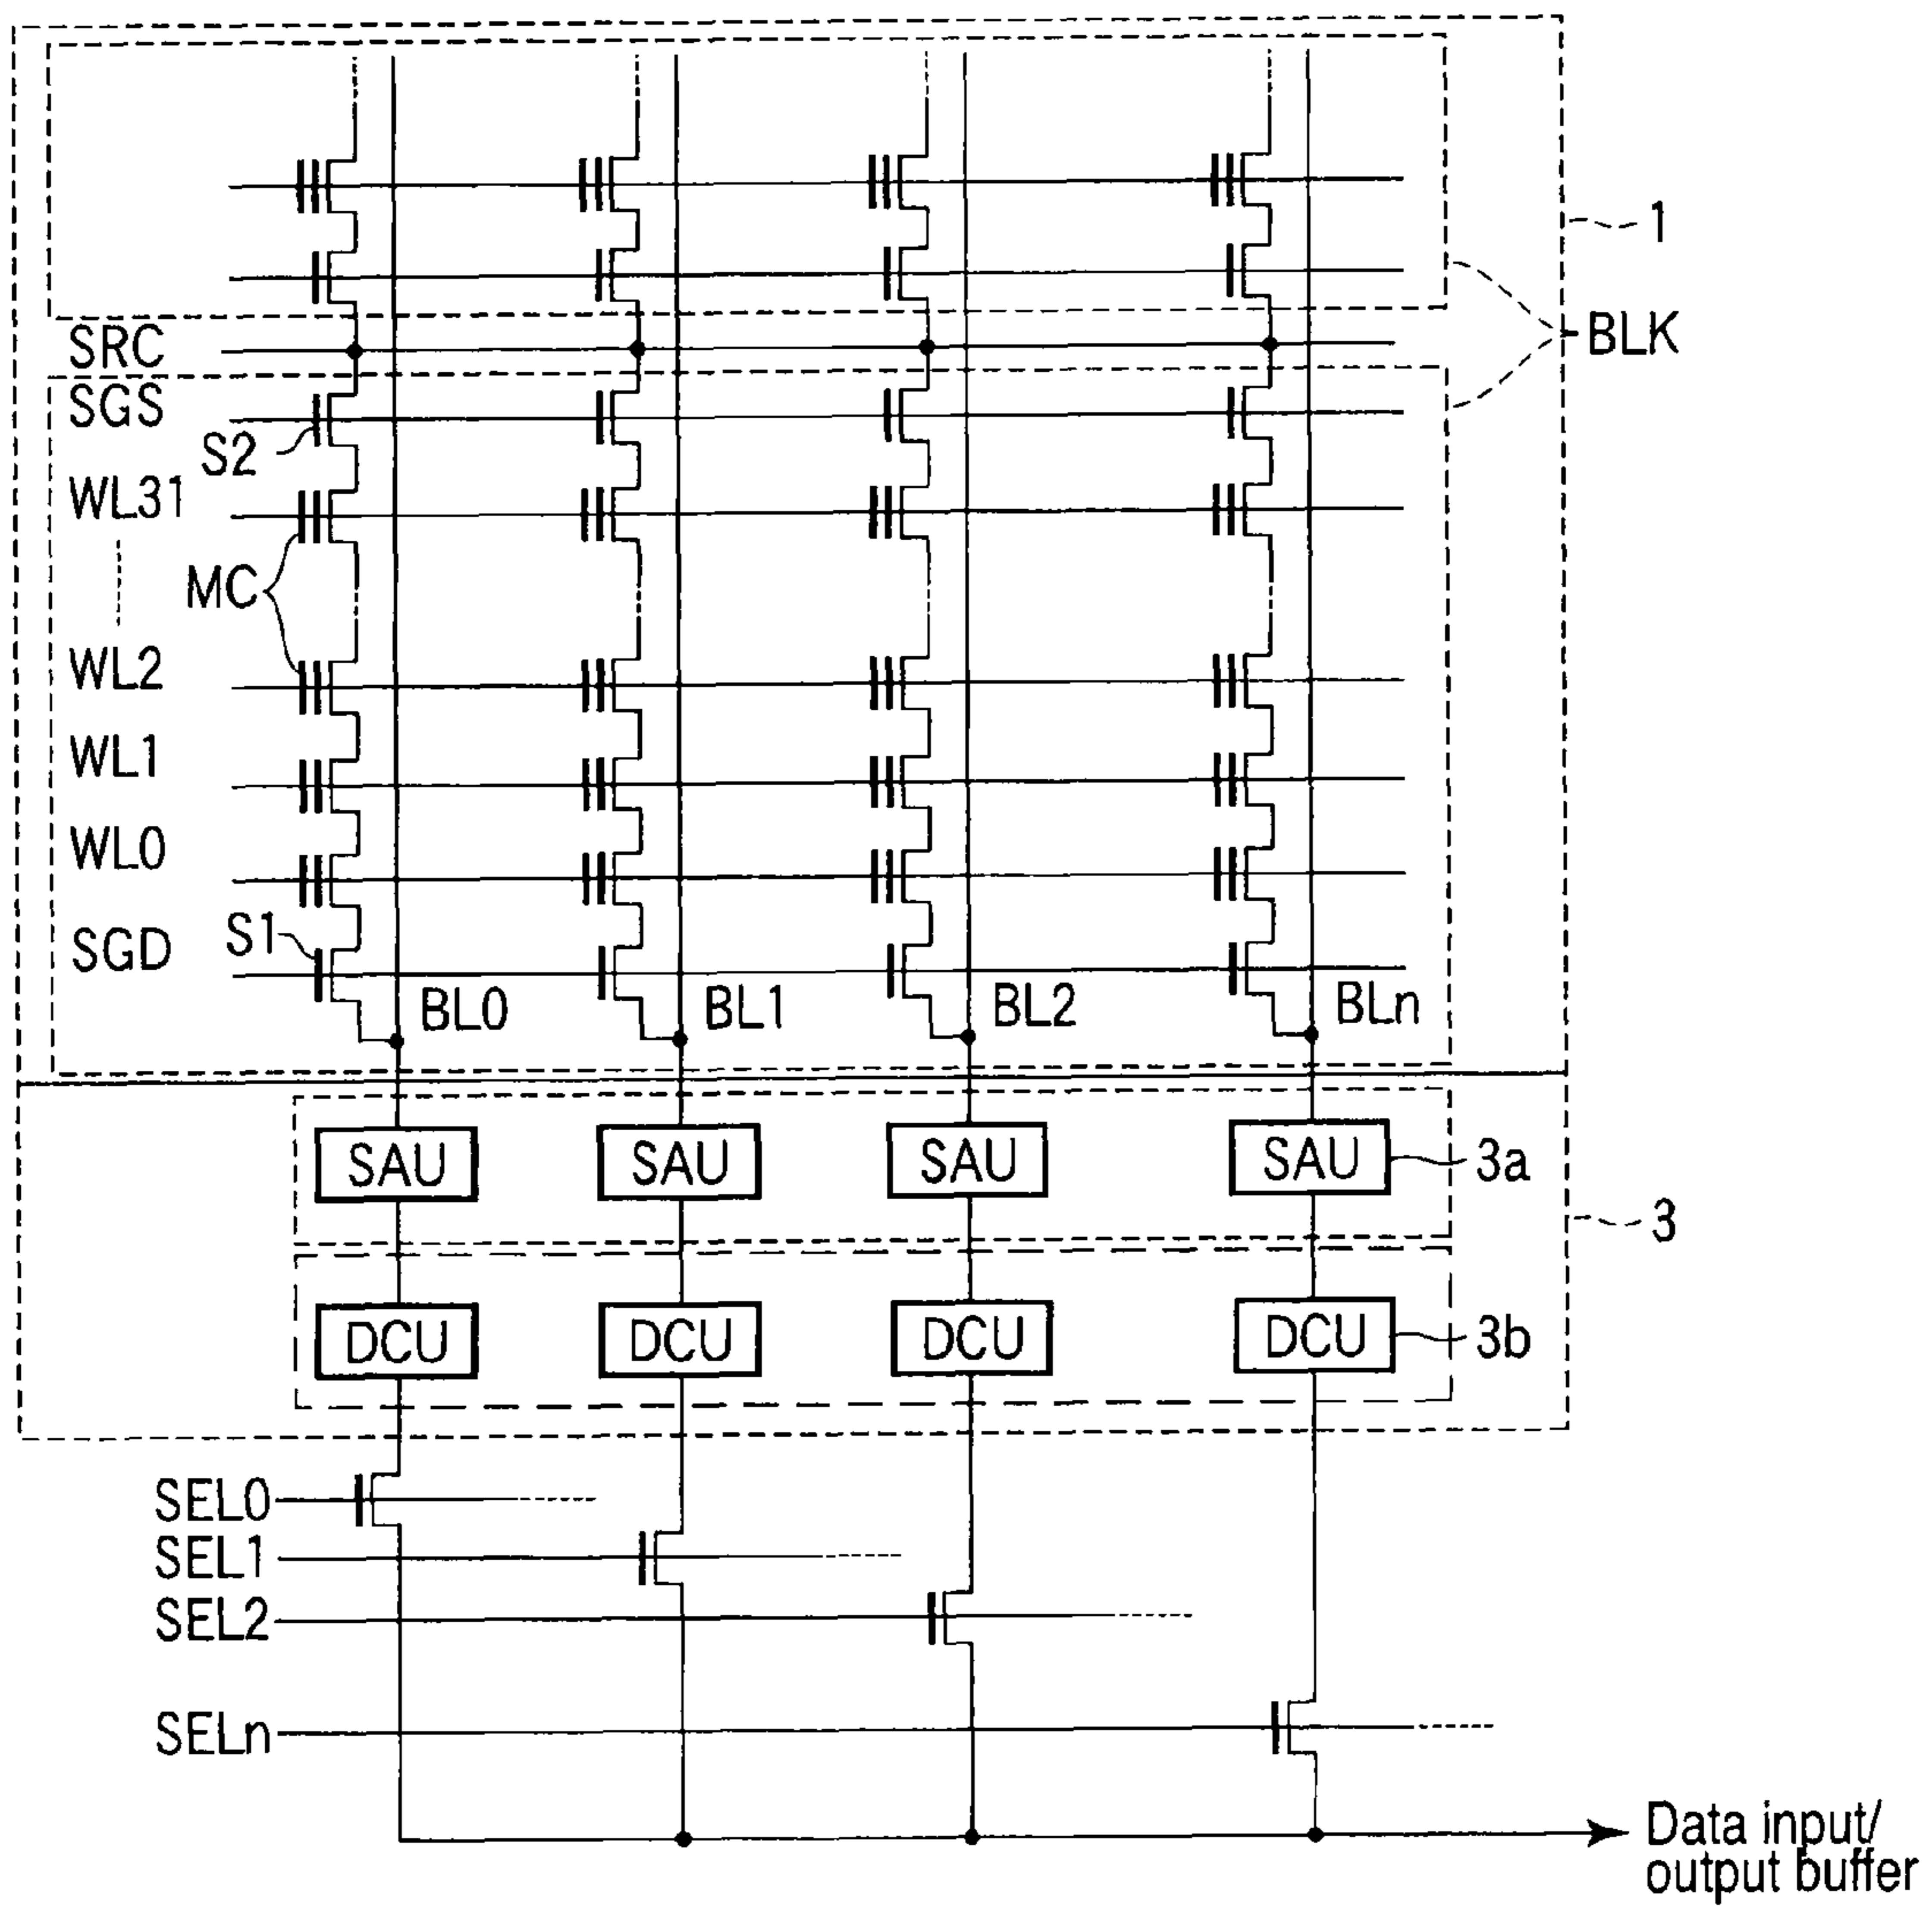 1
SRC
BLK
SGS
S2
WL31
MC
WL2
WL1
WL0
S1
SGD
BL0
BL1
BL2
BLn
SAU
SAU
SAU
SAU
3a
3
DCU
DCU
DCU
DCU
3b
SEL0
SEL1
SEL2
SELn
Data input/
output buffer